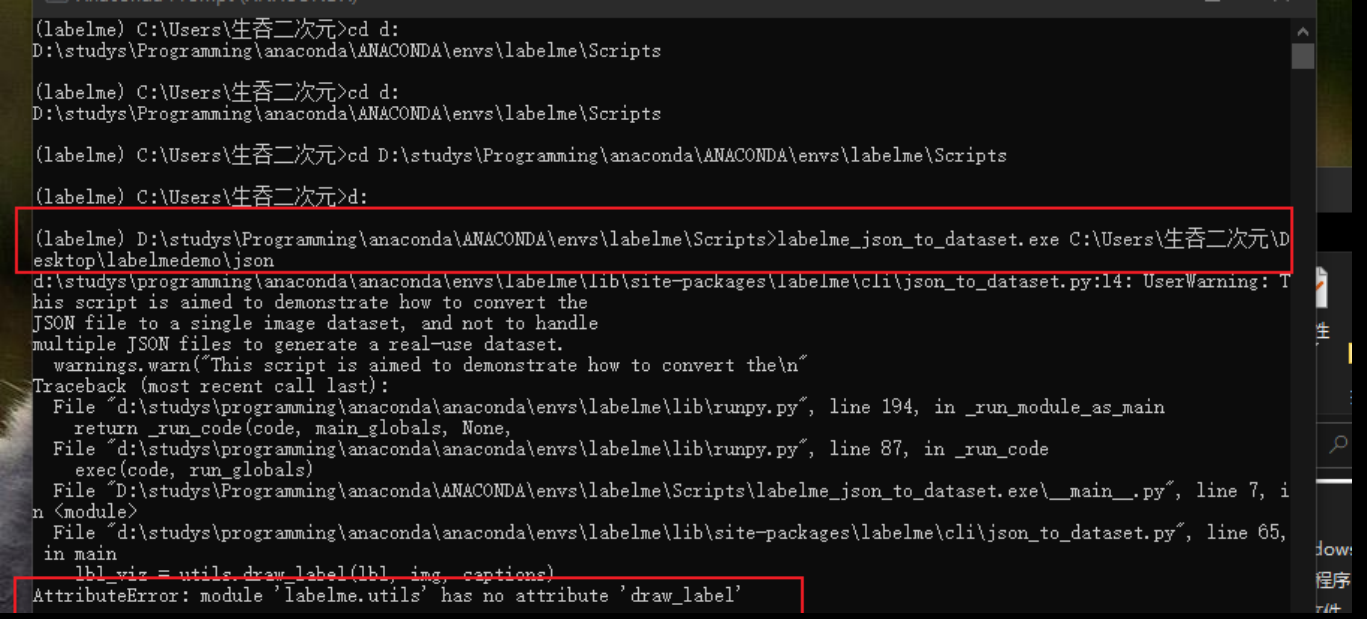 (labelme) C:\Users\生吞二次元>cd d:
D:\studys\Programming\anaconda\ANACONDA\envs\labelme\Scripts
(labelme) C:\Users\生吞二次元>cd d:
D:\studys\Programming\anaconda\ANACONDA\envs\labelme\Scripts
(labelme) C:\Users\生吞二次元>cd D:\studys\Programming\anaconda\ANACONDA\envs\labelme\Scripts
(labelme) C:\Users\生吞二次元>d:
(labelme) D:\studys\Programming\anaconda\ANACONDA\envs\labelme\Scripts>labelme_json_to_dataset.exe C:\Users\生吞二次元\D
esktop\labelmedemo\json
d:\studys\programming\anaconda\anaconda\envs\labelme\lib\site-packages\labelme\cli\json_to_dataset.py:14: UserWarning: T
his script is aimed to demonstrate how to convert the
JSON file to a single image dataset, and not to handle
multiple JSON files to generate a real-use dataset.
warnings.warn("This script is aimed to demonstrate how to convert the\n"
Traceback (most recent call last):
File "d:\studys\programming\anaconda\anaconda\envs\labelme\lib\runpy.py", line 194, in _run_module_as_main
return _run_code(code, main_globals, None,
File "d:\studys\programming\anaconda\anaconda\envs\labelme\lib\runpy.py", line 87, in _run_code
exec(code, run_globals)
File "D:\studys\Programming\anaconda\ANACONDA\envs\labelme\Scripts\labelme_json_to_dataset.exe\__main__.py", line 7, i
n <module>
File "d:\studys\programming\anaconda\anaconda\envs\labelme\lib\site-packages\labelme\cli\json_to_dataset.py", line 65,
in main
lbl_viz = utils.draw_label(lbl, img, captions)
AttributeError: module 'labelme.utils' has no attribute 'draw_label'
性
dows
程序